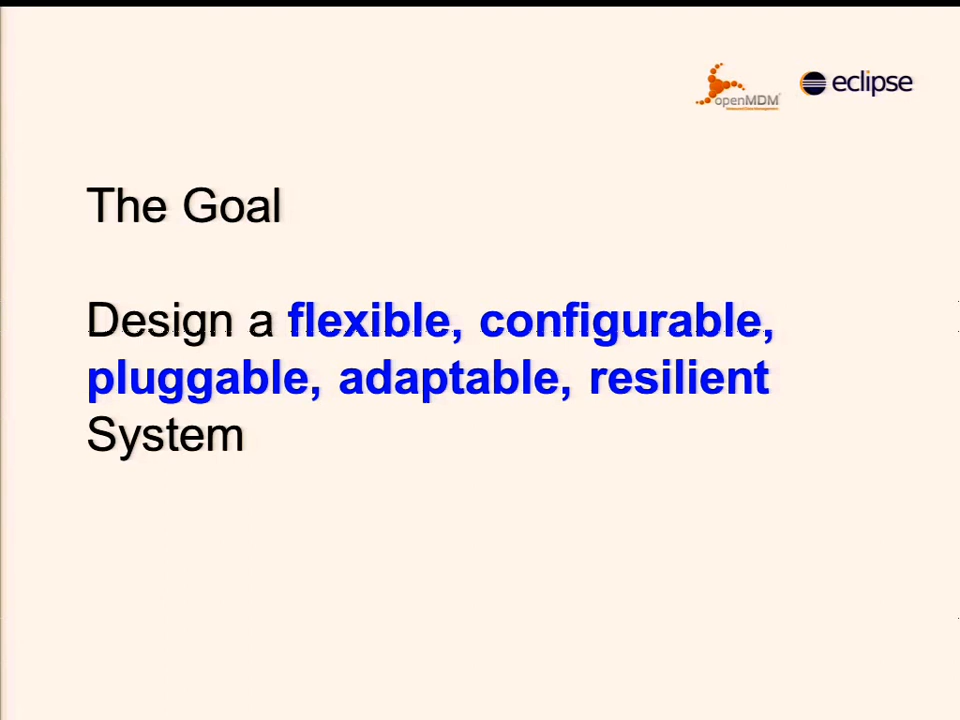 openMDM
eclipse
The Goal
Design a flexible, configurable,
pluggable, adaptable, resilient
System